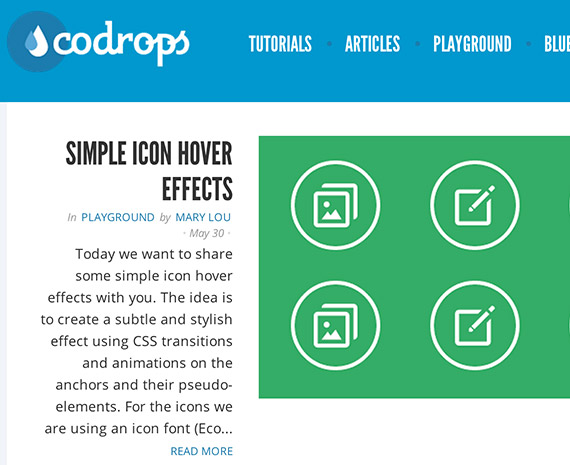 codrops
TUTORIALS • ARTICLES • PLAYGROUND • BLUE
SIMPLE ICON HOVER
EFFECTS
In PLAYGROUND by MARY LOU
· May 30 ·
Today we want to share
some simple icon hover
effects with you. The idea is
to create a subtle and stylish
effect using CSS transitions
and animations on the
anchors and their pseudo-
elements. For the icons we
are using an icon font (Eco...
READ MORE